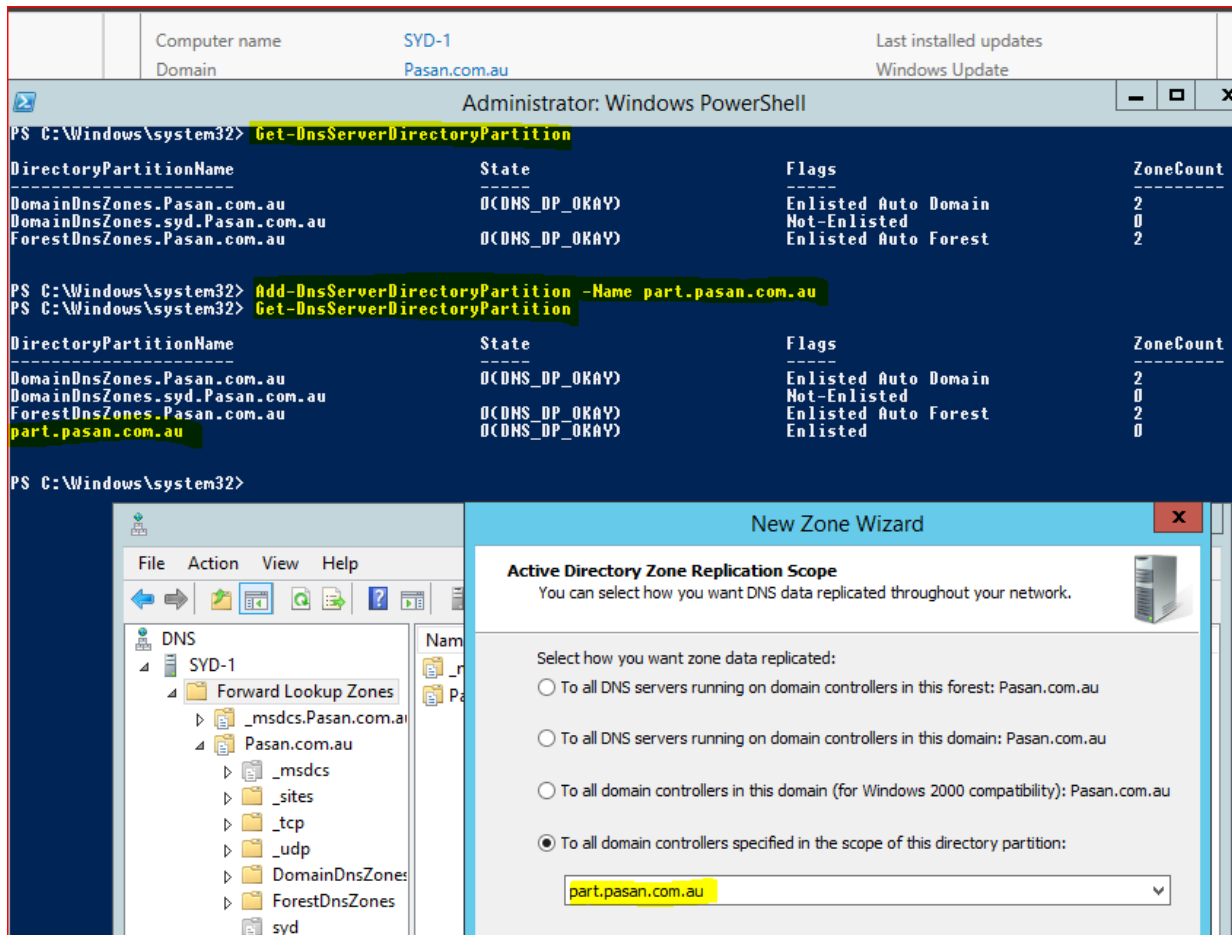 Computer name SYD-1 Last installed updates
Domain Pasan.com.au Windows Update
Administrator: Windows PowerShell
PS C:\Windows\system32> Get-DnsServerDirectoryPartition
DirectoryPartitionName State Flags ZoneCount
---------------------- ----- ----- ---------
DomainDnsZones.Pasan.com.au 0(DNS_DP_OKAY) Enlisted Auto Domain 2
DomainDnsZones.syd.Pasan.com.au Not-Enlisted 0
ForestDnsZones.Pasan.com.au 0(DNS_DP_OKAY) Enlisted Auto Forest 2
PS C:\Windows\system32> Add-DnsServerDirectoryPartition -Name part.pasan.com.au
PS C:\Windows\system32> Get-DnsServerDirectoryPartition
DirectoryPartitionName State Flags ZoneCount
---------------------- ----- ----- ---------
DomainDnsZones.Pasan.com.au 0(DNS_DP_OKAY) Enlisted Auto Domain 2
DomainDnsZones.syd.Pasan.com.au Not-Enlisted 0
ForestDnsZones.Pasan.com.au 0(DNS_DP_OKAY) Enlisted Auto Forest 2
part.pasan.com.au 0(DNS_DP_OKAY) Enlisted 0
PS C:\Windows\system32>
File Action View Help
DNS
SYD-1
Forward Lookup Zones
_msdcs.Pasan.com.au
Pasan.com.au
_msdcs
_sites
_tcp
_udp
DomainDnsZones
ForestDnsZones
syd
Nam
_n
Pa
New Zone Wizard
Active Directory Zone Replication Scope
You can select how you want DNS data replicated throughout your network.
Select how you want zone data replicated:
To all DNS servers running on domain controllers in this forest: Pasan.com.au
To all DNS servers running on domain controllers in this domain: Pasan.com.au
To all domain controllers in this domain (for Windows 2000 compatibility): Pasan.com.au
To all domain controllers specified in the scope of this directory partition:
part.pasan.com.au